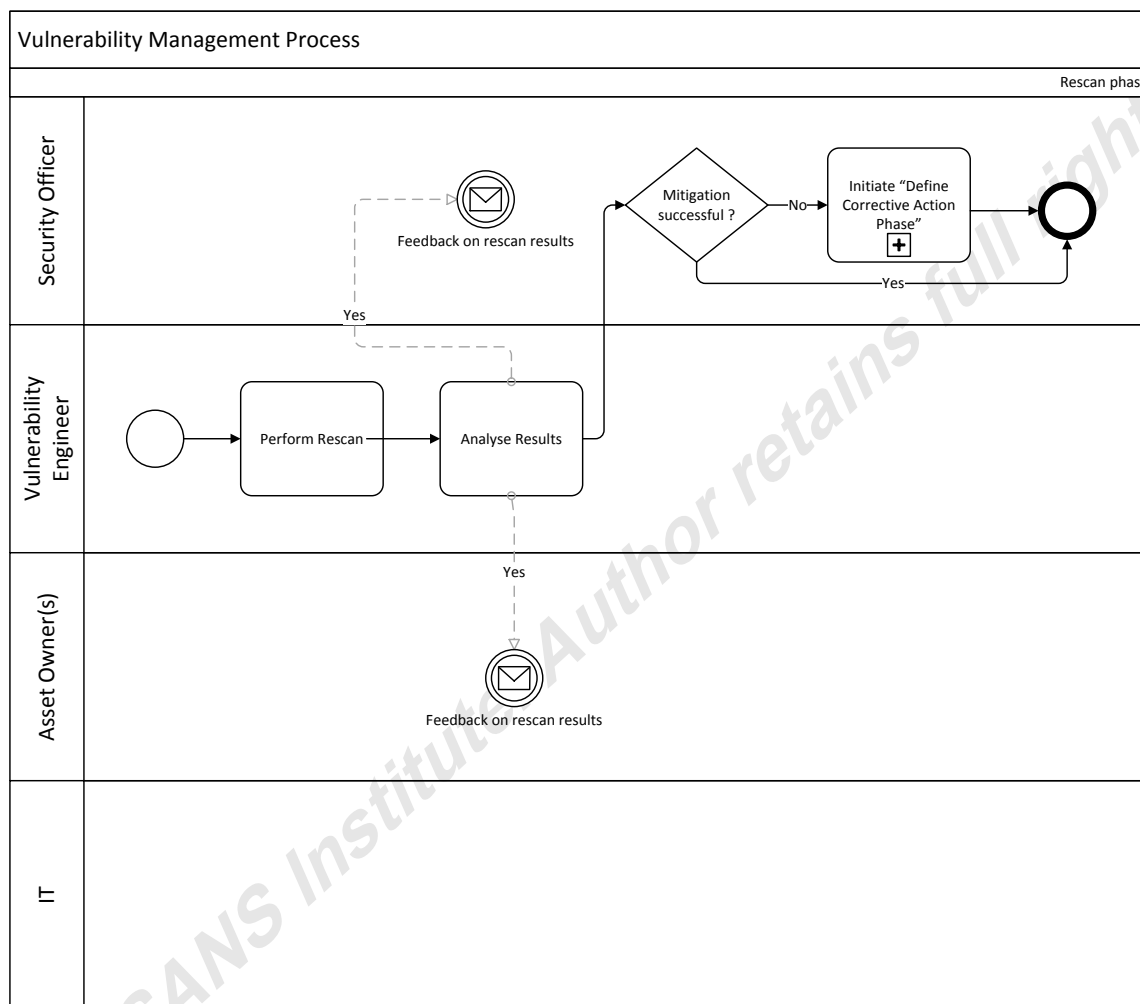 Vulnerability Management Process
Rescan phas
Security Officer
Feedback on rescan results
Mitigation
successful ?
No
Initiate “Define
Corrective Action
Phase”
Yes
Yes
Vulnerability
Engineer
Perform Rescan
Analyse Results
Asset Owner(s)
Yes
Feedback on rescan results
IT
SANS Institute, Author retains full right